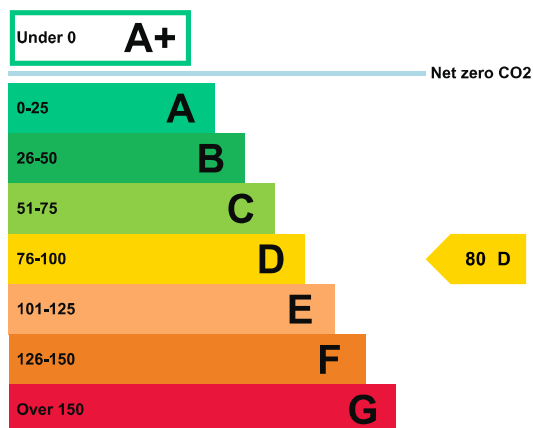 Under 0 A+
Net zero CO2
0-25 A
26-50 B
51-75 C
76-100 D
80 D
101-125 E
126-150 F
Over 150 G